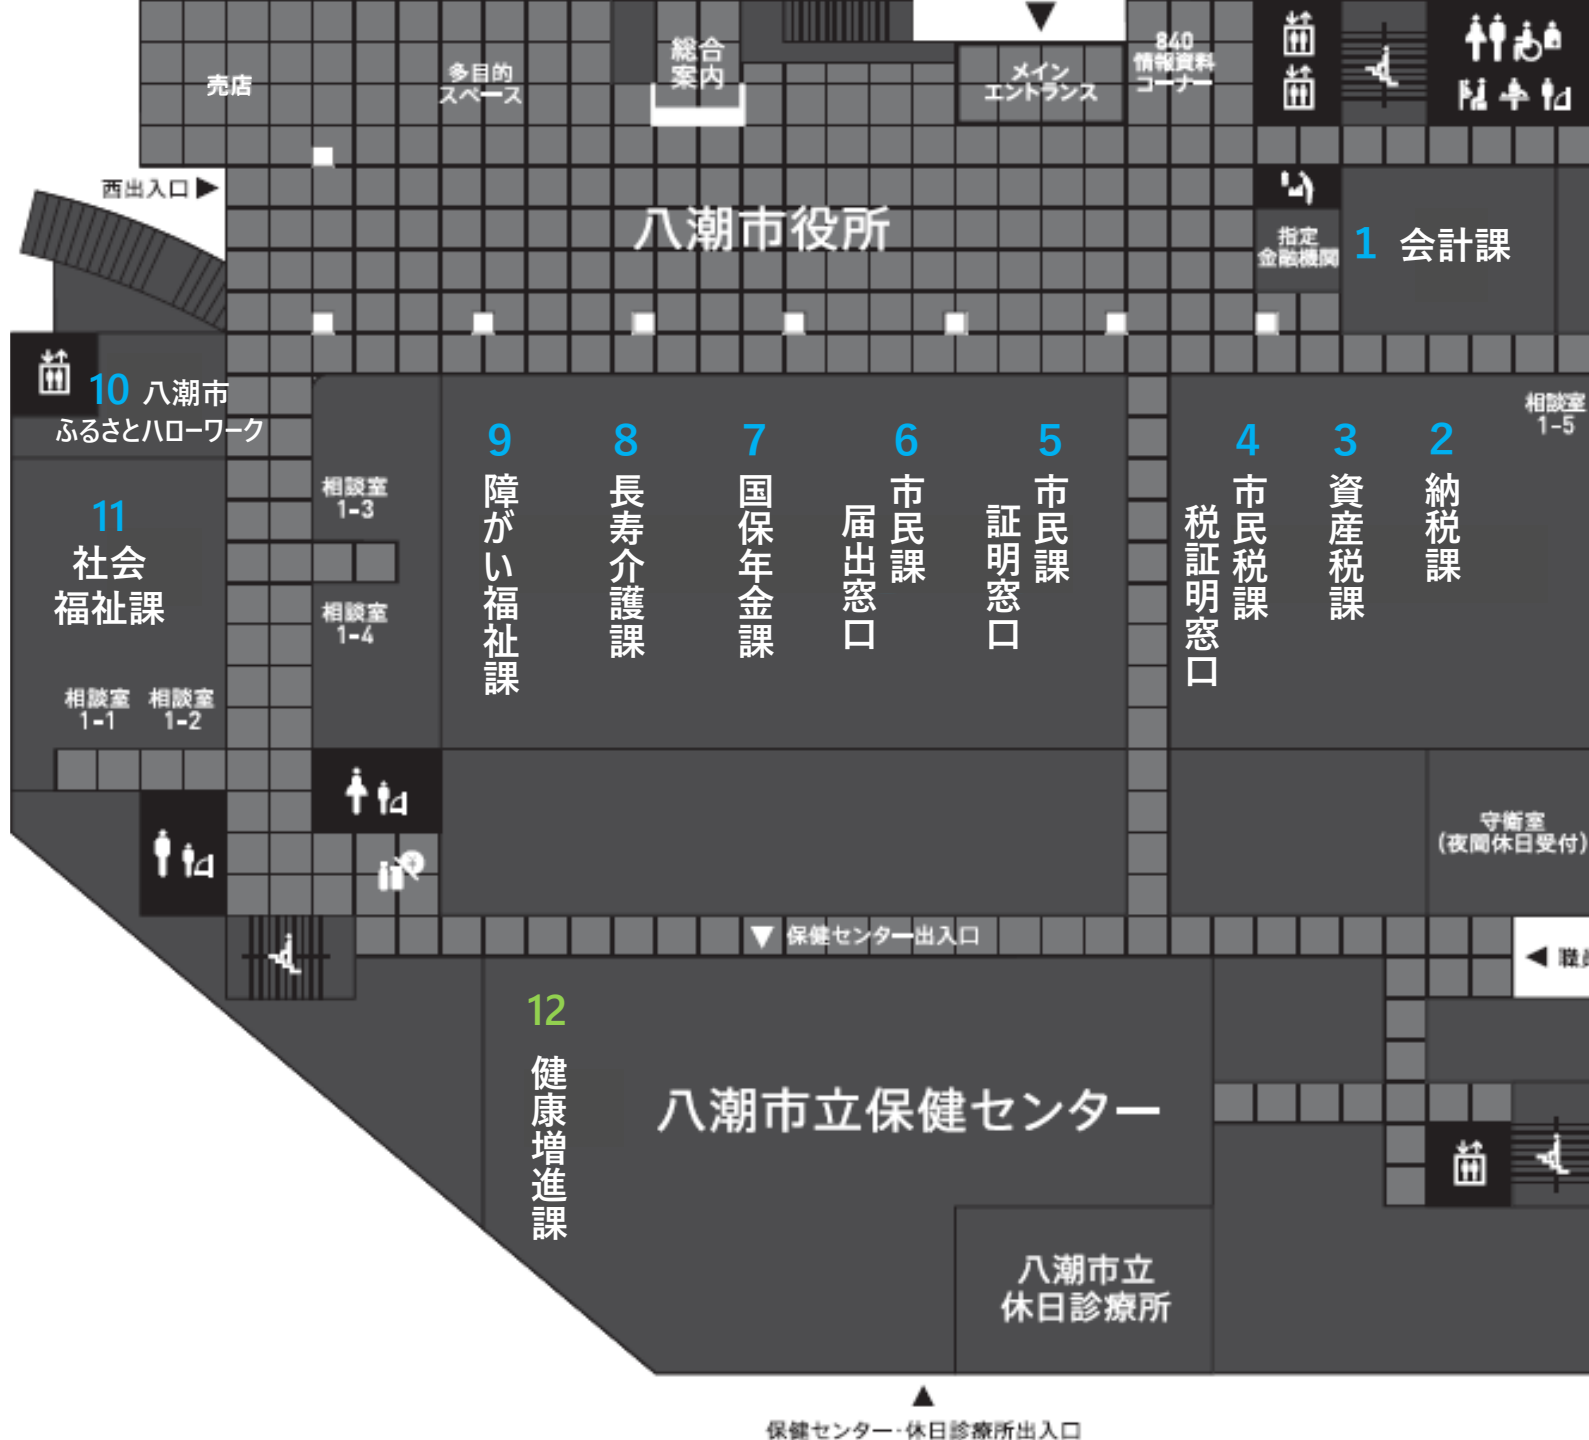 売店
多目的
スペース
総合
案内
メイン
エントランス
840
情報資料
コーナー
西出入口
八潮市役所
指定
金融機関
1 会計課
10 八潮市
ふるさとハローワーク
11
社会
福祉課
相談室
1-1
相談室
1-2
相談室
1-3
相談室
1-4
9
障がい福祉課
8
長寿介護課
7
国保年金課
6
市民課
届出窓口
5
市民課
証明窓口
4
市民税課
税証明窓口
3
資産税課
2
納税課
相談室
1-5
守衛室
(夜間休日受付)
保健センター出入口
職員
12
健康増進課
八潮市立保健センター
八潮市立
休日診療所
保健センター・休日診療所出入口